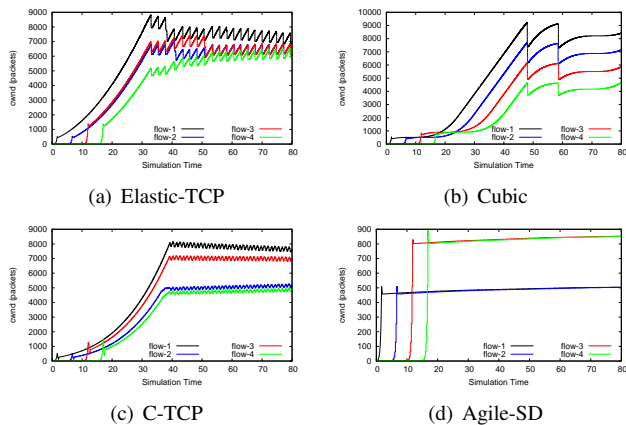 9000
8000
7000
6000
5000
4000
3000
2000
1000
0
cwnd (packets)
flow-1 flow-3
flow-2 flow-4
0 10 20 30 40 50 60 70 80
Simulation Time
(a) Elastic-TCP
10000
9000
8000
7000
6000
5000
4000
3000
2000
1000
0
cwnd (packets)
flow-1 flow-3
flow-2 flow-4
0 10 20 30 40 50 60 70 80
Simulation Time
(b) Cubic
9000
8000
7000
6000
5000
4000
3000
2000
1000
0
cwnd (packets)
flow-1 flow-3
flow-2 flow-4
0 10 20 30 40 50 60 70 80
Simulation Time
(c) C-TCP
900
800
700
600
500
400
300
200
100
0
cwnd (packets)
flow-1 flow-3
flow-2 flow-4
0 10 20 30 40 50 60 70 80
Simulation Time
(d) Agile-SD